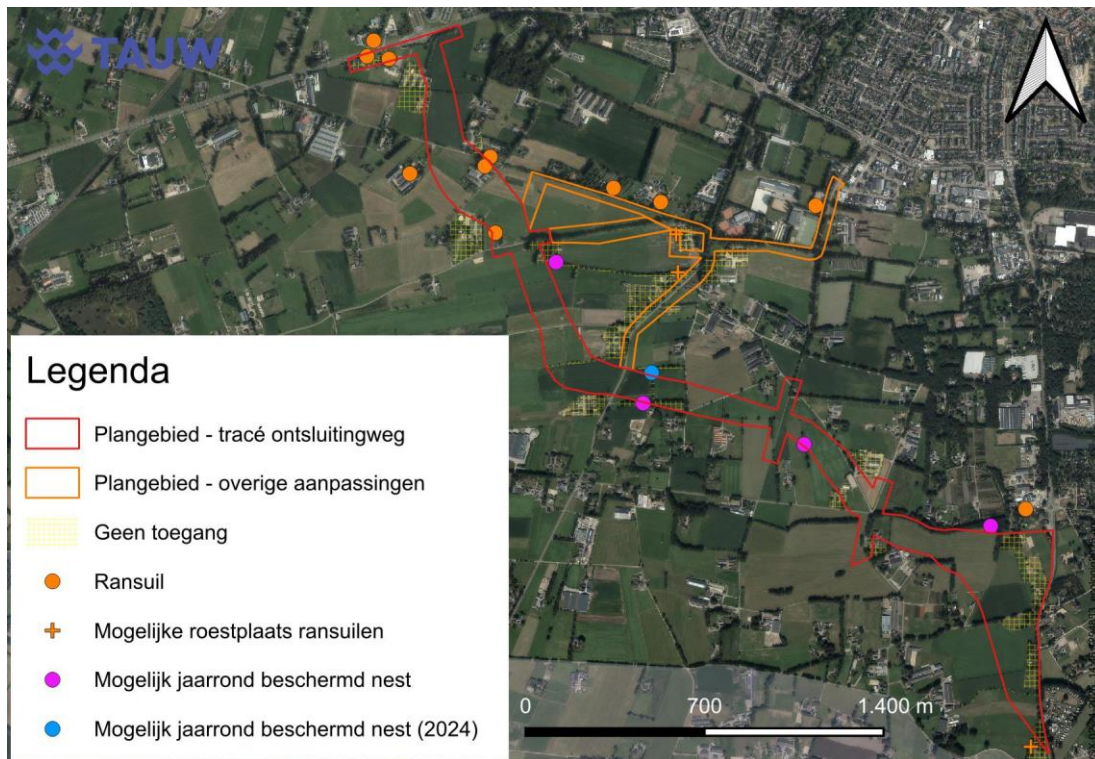 TAUW
Legenda
Plangebied - tracé ontsluitingweg
Plangebied - overige aanpassingen
Geen toegang
Ransuil
Mogelijke roestplaats ransuilen
Mogelijk jaarrond beschermd nest
Mogelijk jaarrond beschermd nest (2024)
0 700 1.400 m